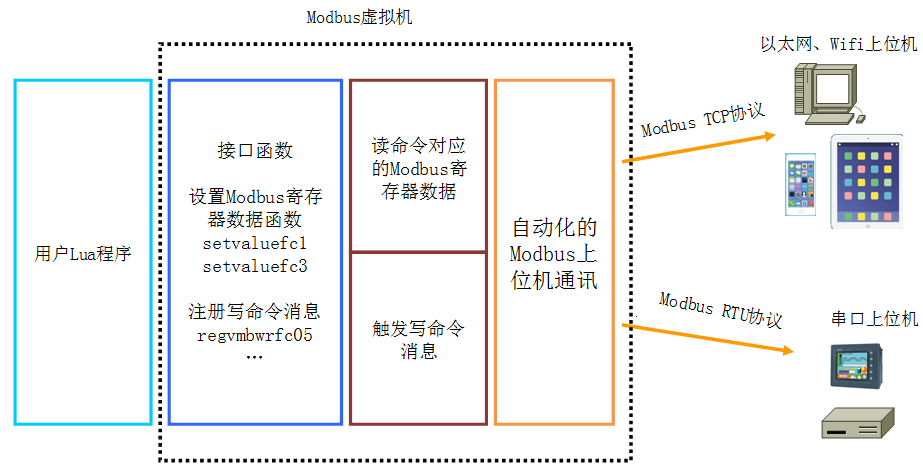 Modbus虚拟机
以太网、Wifi上位机
用户Lua程序
接口函数
设置Modbus寄存
器数据函数
setvaluefc1
setvaluefc3
注册写命令消息
regvmbwrfc05
…
读命令对应
的Modbus寄
存器数据
触发写命令
消息
自动化的
Modbus上
位机通讯
Modbus TCP协议
Modbus RTU协议
串口上位机